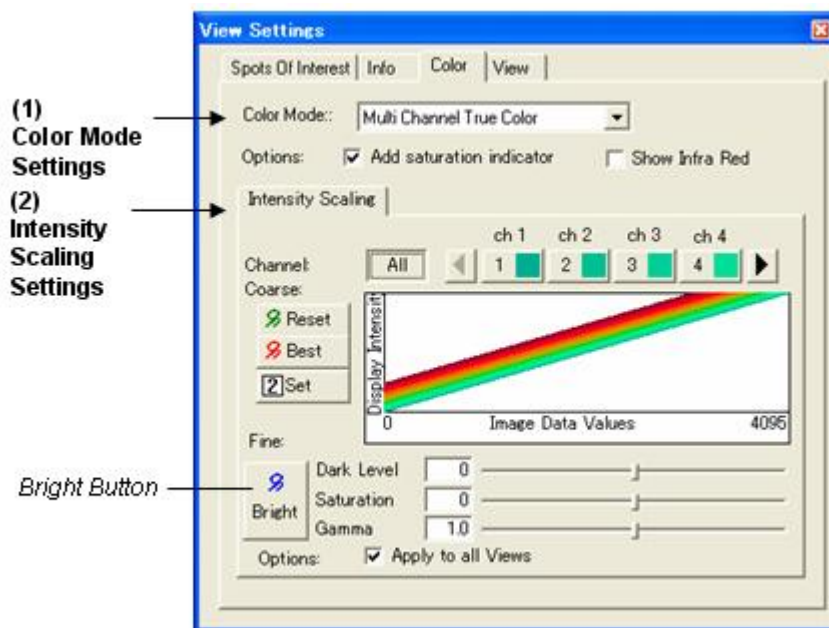 View Settings
Spots Of Interest
Info
Color
View
(1)
Color Mode
Settings
Color Mode::
Multi Channel True Color
Options:
Add saturation indicator
Show Infra Red
(2)
Intensity
Scaling
Settings
Intensity Scaling
ch 1
ch 2
ch 3
ch 4
Channel:
All
1
2
3
4
Coarse:
Reset
Best
2 Set
Display Intensit
0
Image Data Values
4095
Fine:
Bright Button
Bright
Dark Level
0
Saturation
0
Gamma
1.0
Options:
Apply to all Views